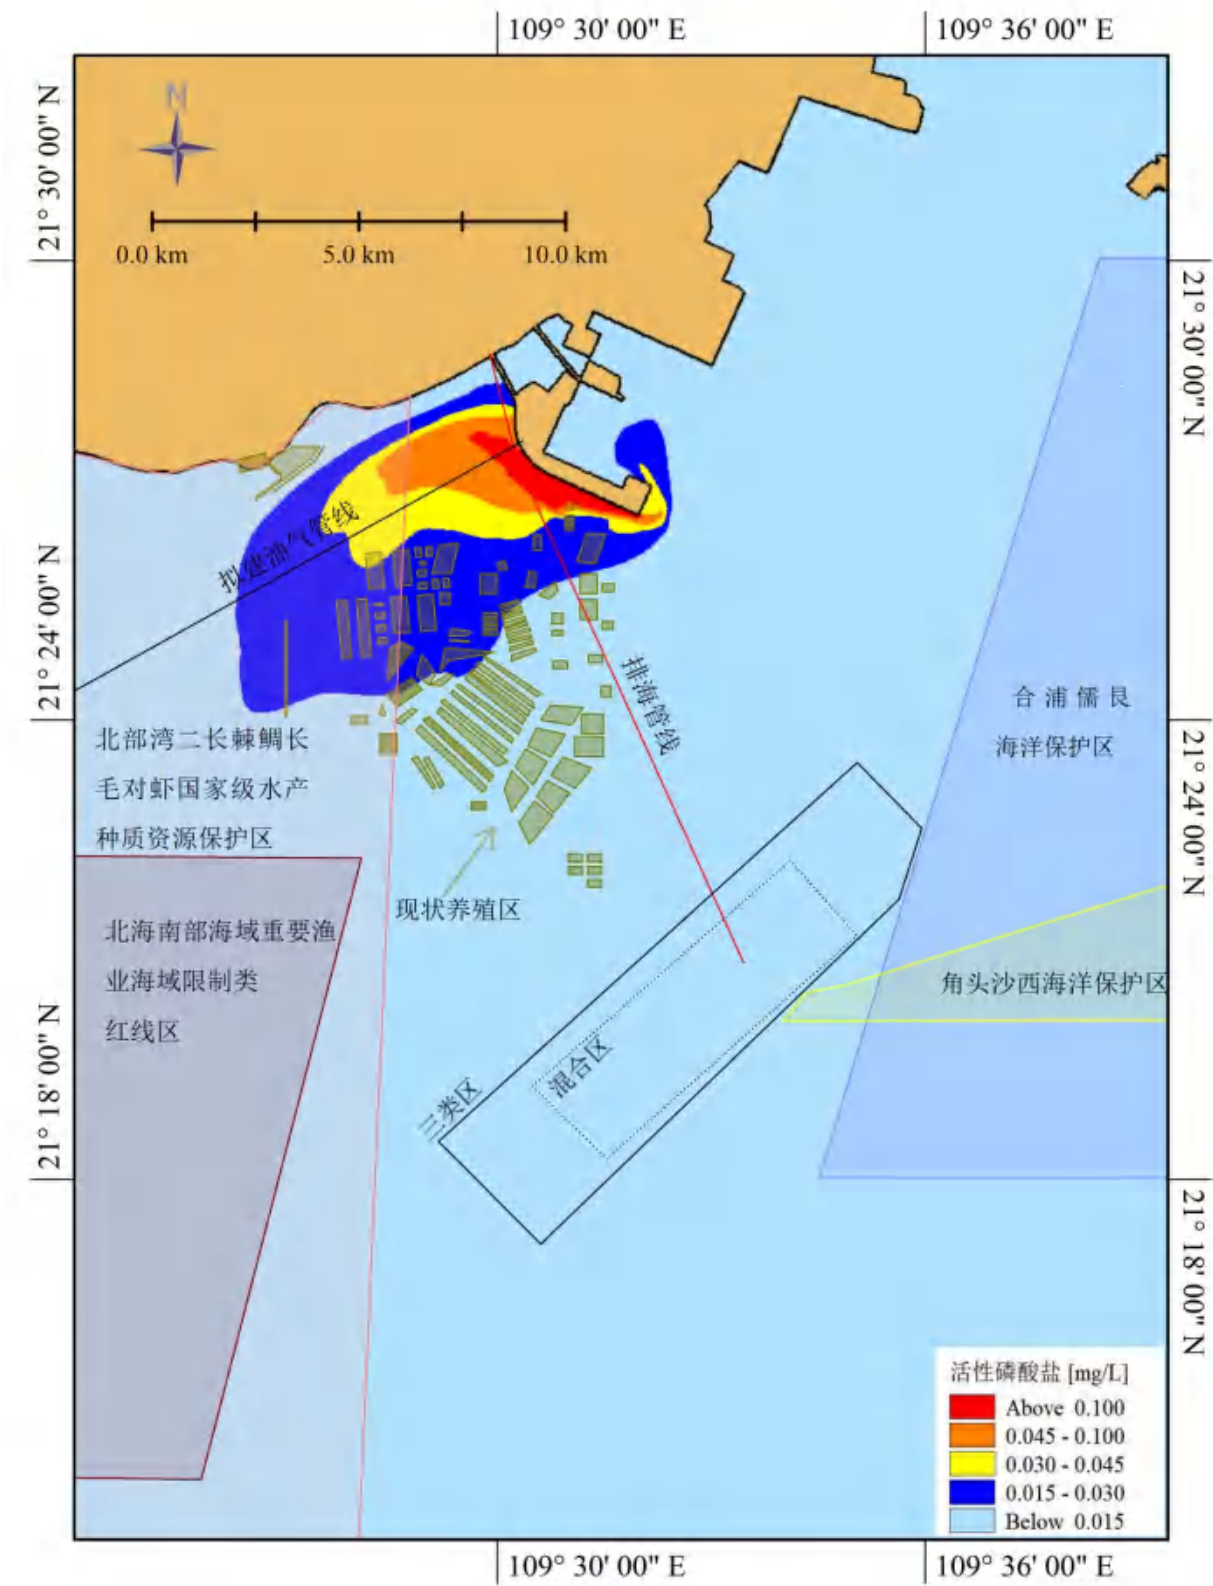 109° 30' 00" E
109° 36' 00" E
N
21° 30' 00" N
0.0 km
5.0 km
10.0 km
21° 30' 00" N
拟建油气管线
21° 24' 00" N
排海管线
合浦儒艮
海洋保护区
北部湾二长棘鲷长
毛对虾国家级水产
种质资源保护区
21° 24' 00" N
现状养殖区
北海南部海域重要渔
业海域限制类
红线区
角头沙西海洋保护区
21° 18' 00" N
混合区
三类区
21° 18' 00" N
活性磷酸盐 [mg/L]
Above 0.100
0.045 - 0.100
0.030 - 0.045
0.015 - 0.030
Below 0.015
109° 30' 00" E
109° 36' 00" E